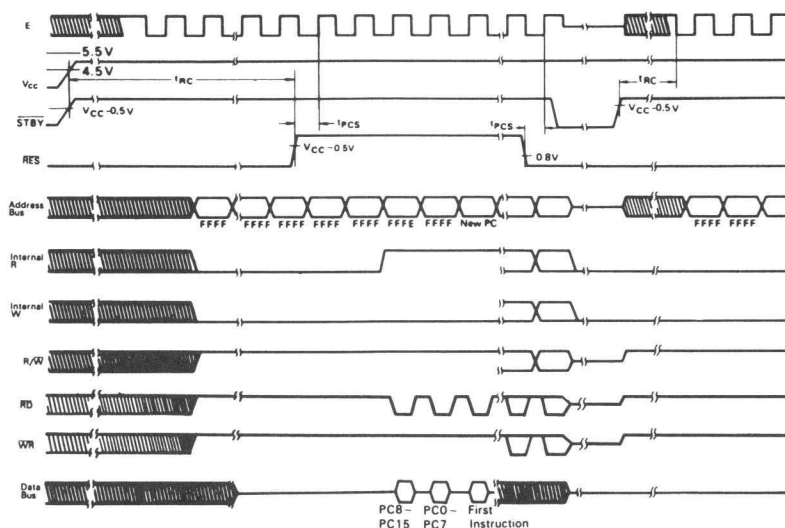 E
5.5V
4.5V
Vcc
tRC
tRC
VCC -0.5V
VCC -0.5V
STBY
tPCS
tPCS
VCC -0.5V
0.8V
RES
Address
Bus
FFFF FFFF FFFF FFFF FFFF FFFE FFFF New PC FFFF FFFF
Internal
R
Internal
W
R/W
RD
WR
Data
Bus
PC8~ PC0~ First
PC15 PC7 Instruction